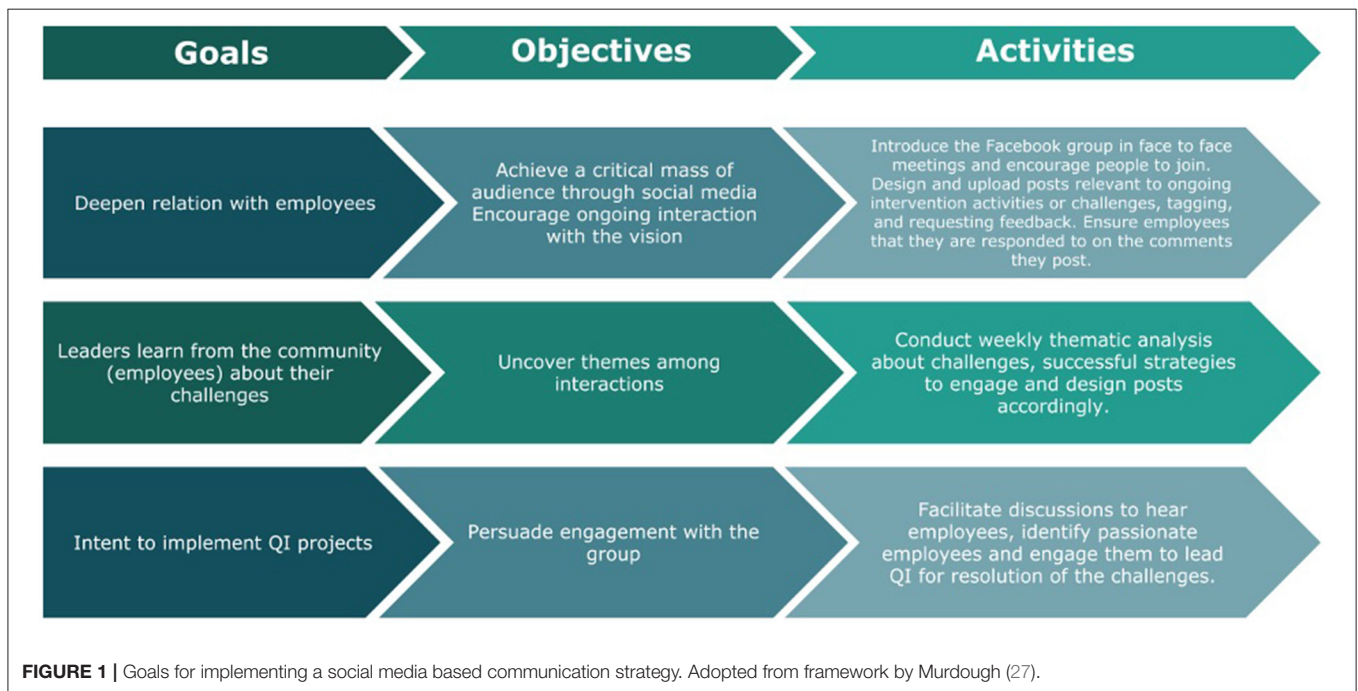 Goals
Objectives
Activities
Deepen relation with employees
Achieve a critical mass of
audience through social media
Encourage ongoing interaction
with the vision
Introduce the Facebook group in face to face
meetings and encourage people to join.
Design and upload posts relevant to ongoing
intervention activities or challenges, tagging,
and requesting feedback. Ensure employees
that they are responded to on the comments
they post.
Leaders learn from the community
(employees) about their
challenges
Uncover themes among
interactions
Conduct weekly thematic analysis
about challenges, successful strategies
to engage and design posts
accordingly.
Intent to implement QI projects
Persuade engagement with the
group
Facilitate discussions to hear
employees, identify passionate
employees and engage them to lead
QI for resolution of the challenges.
FIGURE 1 | Goals for implementing a social media based communication strategy. Adopted from framework by Murdough (27).